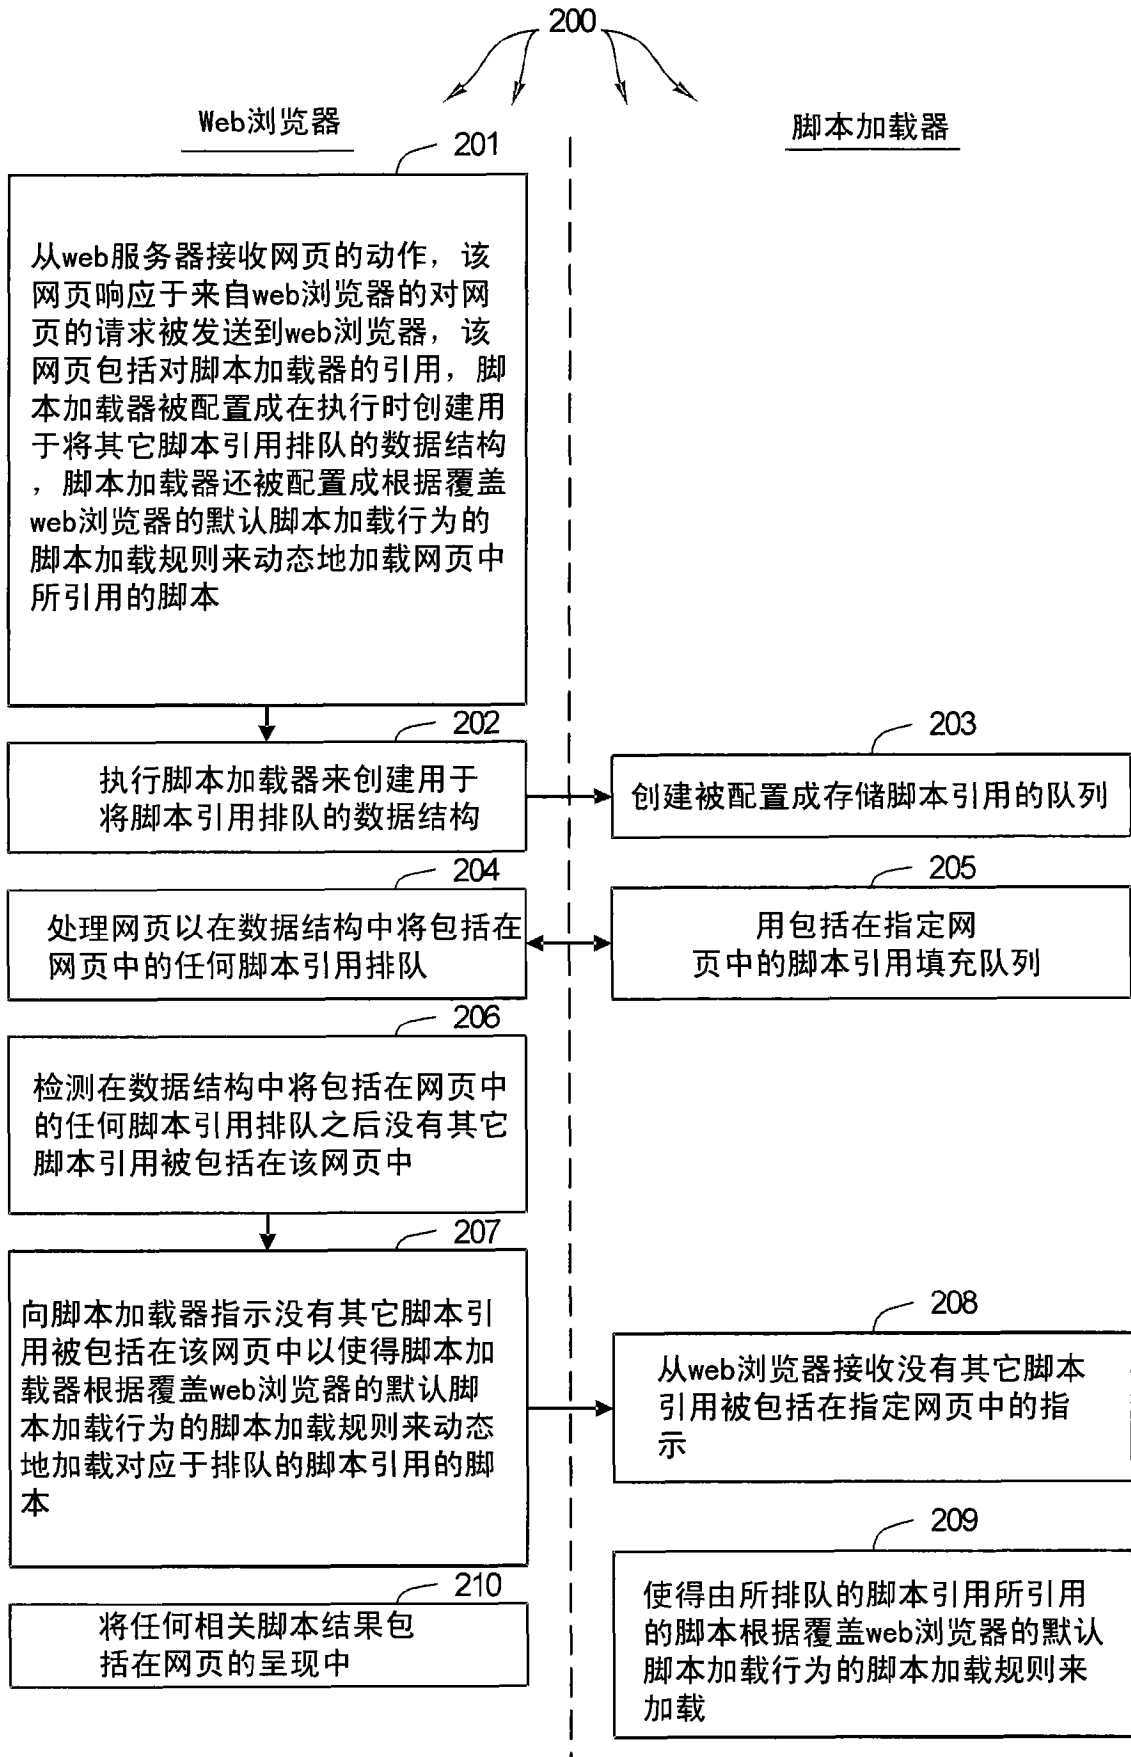 200
Web浏览器
脚本加载器
201
从web服务器接收网页的动作，该
网页响应于来自web浏览器的对网
页的请求被发送到web浏览器，该
网页包括对脚本加载器的引用，脚
本加载器被配置成在执行时创建用
于将其它脚本引用排队的数据结构
，脚本加载器还被配置成根据覆盖
web浏览器的默认脚本加载行为的
脚本加载规则来动态地加载网页中
所引用的脚本
202
执行脚本加载器来创建用于
将脚本引用排队的数据结构
203
创建被配置成存储脚本引用的队列
204
处理网页以在数据结构中将包括在
网页中的任何脚本引用排队
205
用包括在指定网
页中的脚本引用填充队列
206
检测在数据结构中将包括在网页中
的任何脚本引用排队之后没有其它
脚本引用被包括在该网页中
207
向脚本加载器指示没有其它脚本引
用被包括在该网页中以使得脚本加
载器根据覆盖web浏览器的默认脚
本加载行为的脚本加载规则来动态
地加载对应于排队的脚本引用的脚
本
208
从web浏览器接收没有其它脚本
引用被包括在指定网页中的指
示
209
使得由所排队的脚本引用所引用
的脚本根据覆盖web浏览器的默认
脚本加载行为的脚本加载规则来
加载
210
将任何相关脚本结果包
括在网页的呈现中